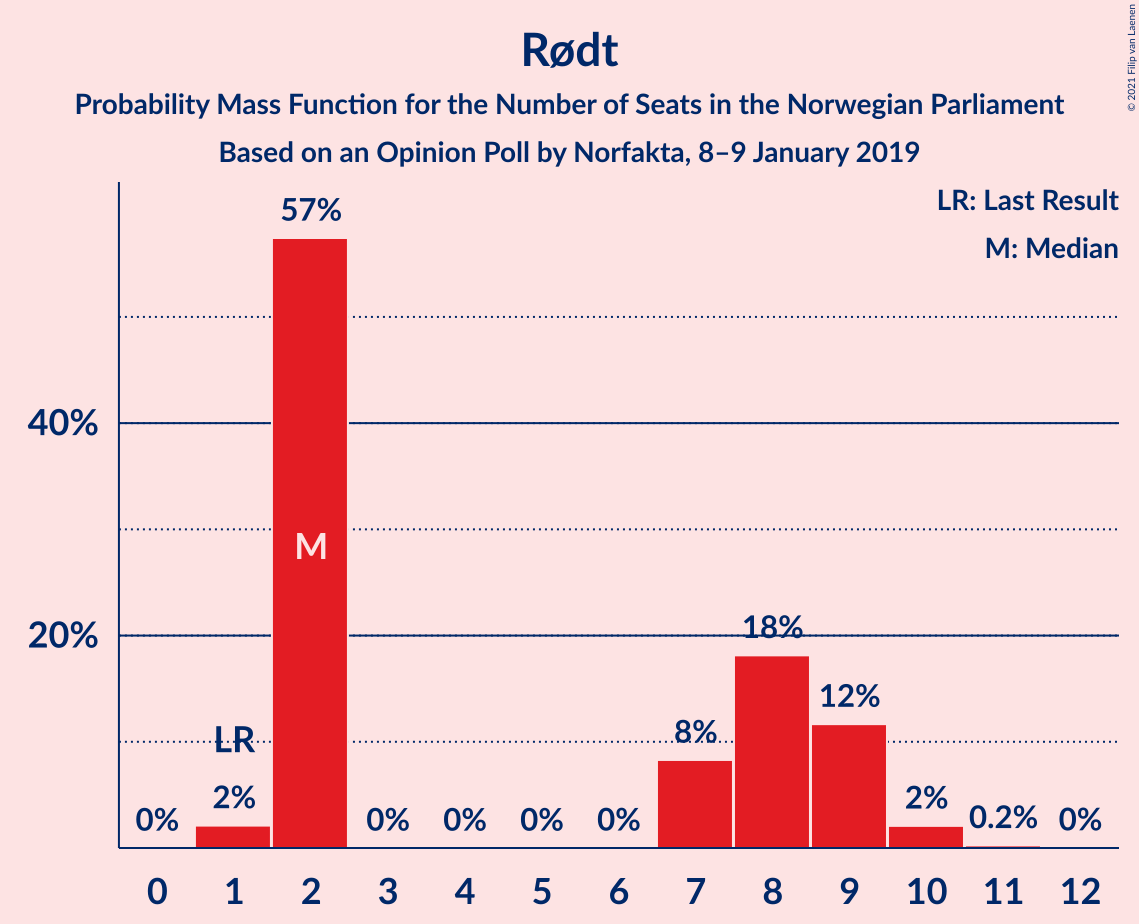 © 2021 Filip van Laenen
Rødt
Probability Mass Function for the Number of Seats in the Norwegian Parliament
Based on an Opinion Poll by Norfakta, 8–9 January 2019
LR: Last Result
M: Median
57%
40%
M
20%
18%
12%
8%
LR
2%
2%
0%
0%
0%
0%
0%
0.2%
0%
0 1 2 3 4 5 6 7 8 9 10 11 12